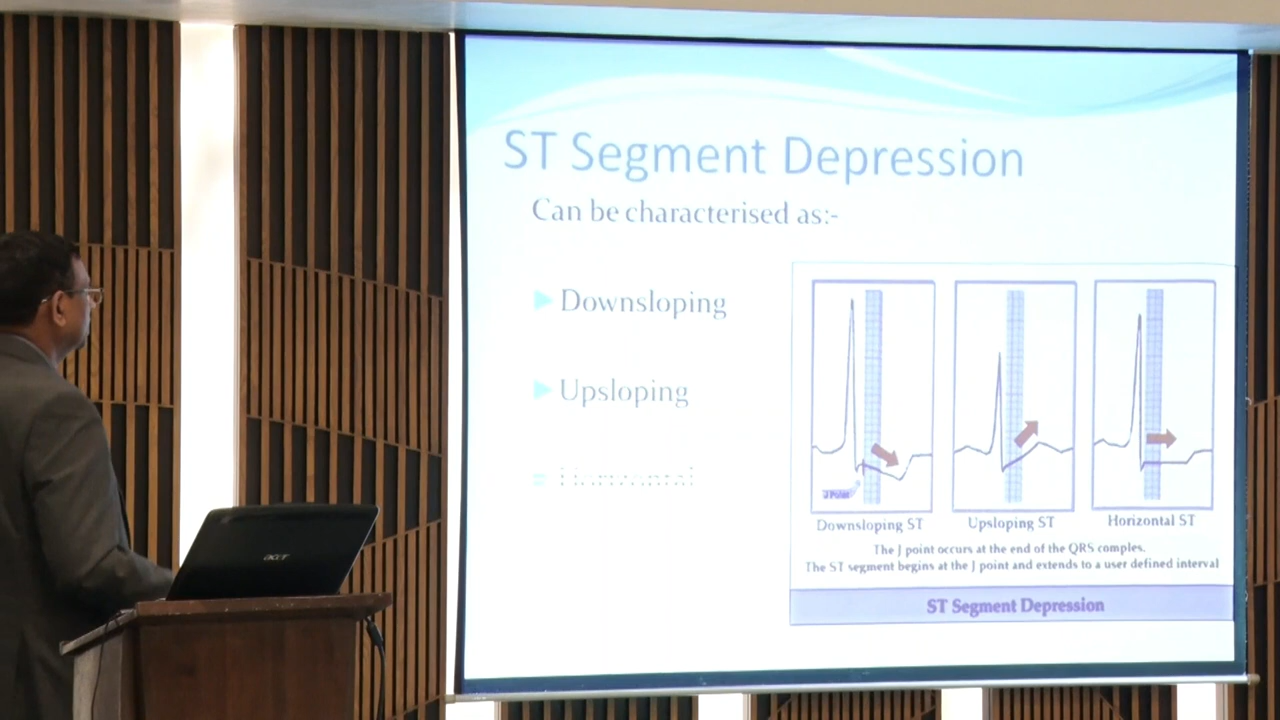 ST Segment Depression
Can be characterised as:-
Downsloping
Upsloping
Horizontal
J Point
Downsloping ST
Upsloping ST
Horizontal ST
The J point occurs at the end of the QRS comples.
The ST segment begins at the J point and extends to a user defined interval
ST Segment Depression
acer